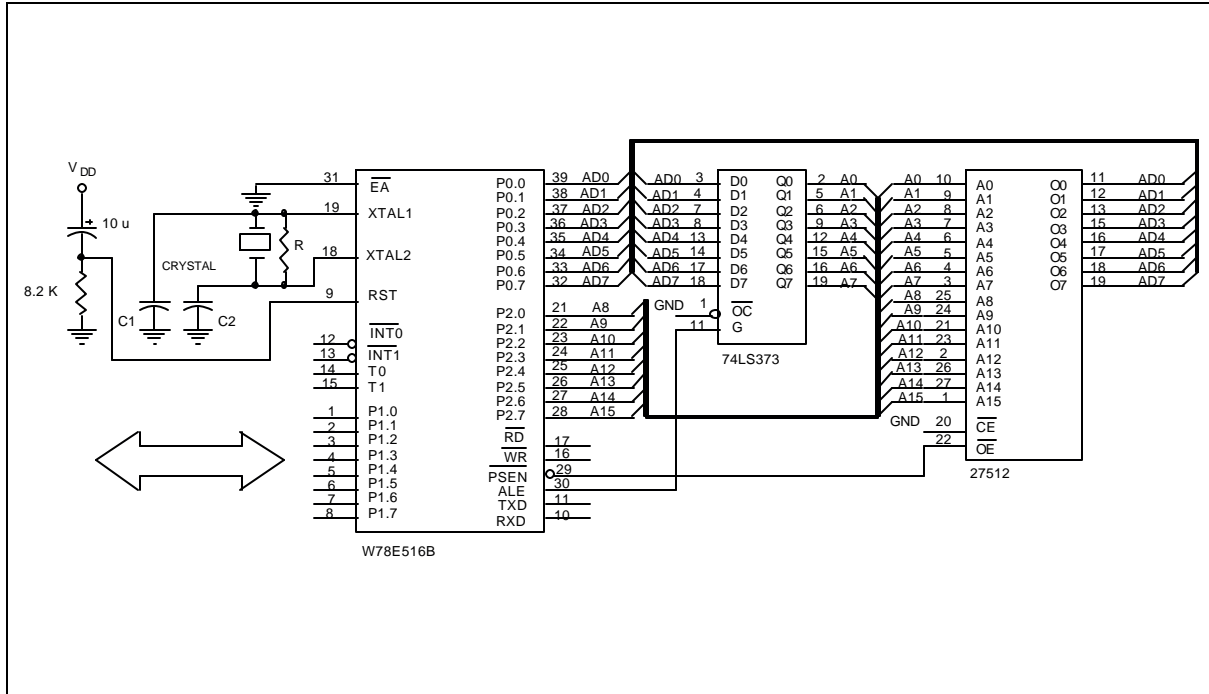 V DD
10 u
8.2 K
CRYSTAL
R
C1
C2
31 EA
19 XTAL1
18 XTAL2
9 RST
12 INT0
13 INT1
14 T0
15 T1
1 P1.0
2 P1.1
3 P1.2
4 P1.3
5 P1.4
6 P1.5
7 P1.6
8 P1.7
P0.0 39 AD0
P0.1 38 AD1
P0.2 37 AD2
P0.3 36 AD3
P0.4 35 AD4
P0.5 34 AD5
P0.6 33 AD6
P0.7 32 AD7
P2.0 21 A8
P2.1 22 A9
P2.2 23 A10
P2.3 24 A11
P2.4 25 A12
P2.5 26 A13
P2.6 27 A14
P2.7 28 A15
RD 17
WR 16
PSEN 29
ALE 30
TXD 11
RXD 10
W78E516B
AD0 3 D0 Q0 2 A0
AD1 4 D1 Q1 5 A1
AD2 7 D2 Q2 6 A2
AD3 8 D3 Q3 9 A3
AD4 13 D4 Q4 12 A4
AD5 14 D5 Q5 15 A5
AD6 17 D6 Q6 16 A6
AD7 18 D7 Q7 19 A7
GND 1 OC
11 G
74LS373
A0 10 A0
A1 9 A1
A2 8 A2
A3 7 A3
A4 6 A4
A5 5 A5
A6 4 A6
A7 3 A7
A8 25 A8
A9 24 A9
A10 21 A10
A11 23 A11
A12 2 A12
A13 26 A13
A14 27 A14
A15 1 A15
GND 20 CE
22 OE
O0 11 AD0
O1 12 AD1
O2 13 AD2
O3 15 AD3
O4 16 AD4
O5 17 AD5
O6 18 AD6
O7 19 AD7
27512